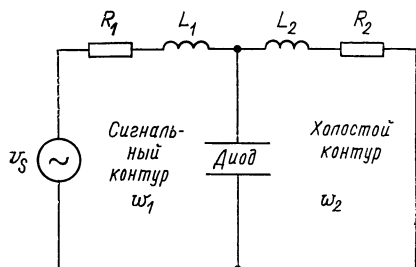 R1 L1 L2 R2
Сигналь-
ный
контур
ω1
vS
~
Диод
Холостой
контур
ω2